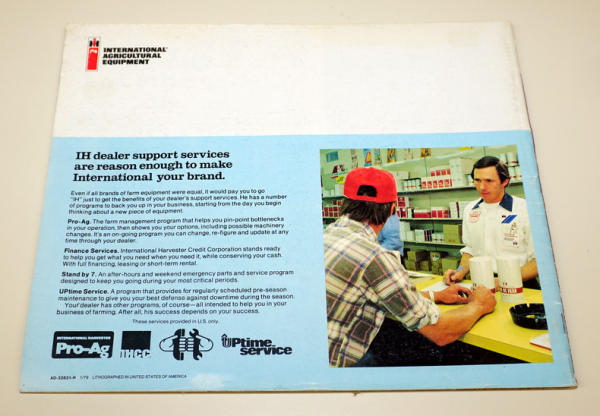 IH
INTERNATIONAL
AGRICULTURAL
EQUIPMENT
IH dealer support services
are reason enough to make
International your brand.
Even if all brands of farm equipment were equal, it would pay you to go
"IH" just to get the benefits of your dealer's support services. He has a number
of programs to back you up in your business, starting from the day you begin
thinking about a new piece of equipment.
Pro-Ag. The farm management program that helps you pin-point bottlenecks
in your operation, then shows you your options, including possible machinery
changes. It's an on-going program you can change, re-figure and update at any
time through your dealer.
Finance Services. International Harvester Credit Corporation stands ready
to help you get what you need when you need it, while conserving your cash.
With full financing, leasing or short-term rental.
Stand by 7. An after-hours and weekend emergency parts and service program
designed to keep you going during your most critical periods.
UPtime Service. A program that provides for regularly scheduled pre-season
maintenance to give you your best defense against downtime during the season.
Your dealer has other programs, of course—all intended to help you in your
business of farming. After all, his success depends on your success.
These services provided in U.S. only.
INTERNATIONAL HARVESTER
Pro-Ag
IHCC
UPtime
service
AD-32831-H 1/79 LITHOGRAPHED IN UNITED STATES OF AMERICA